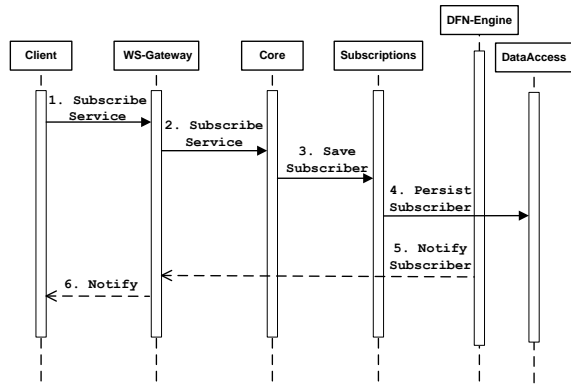 DFN-Engine
Client
WS-Gateway
Core
Subscriptions
DataAccess
1. Subscribe
Service
2. Subscribe
Service
3. Save
Subscriber
4. Persist
Subscriber
5. Notify
Subscriber
6. Notify